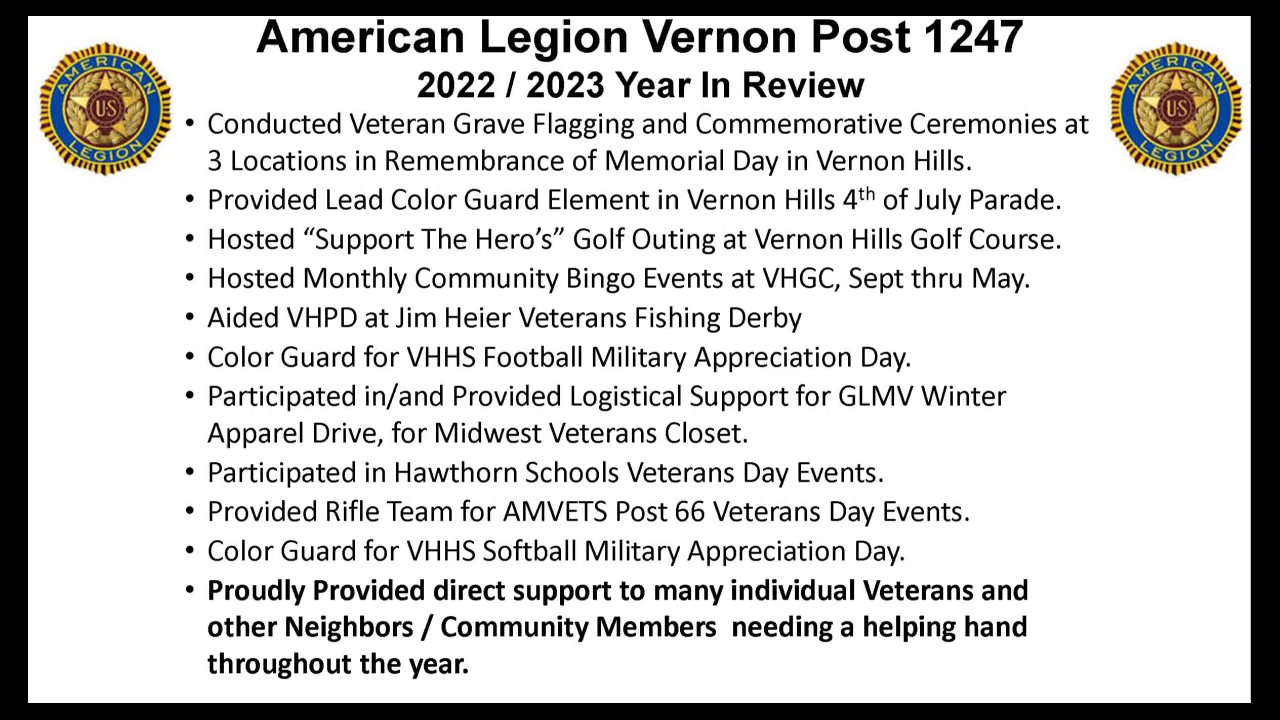 American Legion Vernon Post 1247
2022 / 2023 Year In Review
AMERICAN
US
LEGION
AMERICAN
US
LEGION
• Conducted Veteran Grave Flagging and Commemorative Ceremonies at
3 Locations in Remembrance of Memorial Day in Vernon Hills.
• Provided Lead Color Guard Element in Vernon Hills 4th of July Parade.
• Hosted “Support The Hero’s” Golf Outing at Vernon Hills Golf Course.
• Hosted Monthly Community Bingo Events at VHGC, Sept thru May.
• Aided VHPD at Jim Heier Veterans Fishing Derby
• Color Guard for VHHS Football Military Appreciation Day.
• Participated in/and Provided Logistical Support for GLMV Winter
Apparel Drive, for Midwest Veterans Closet.
• Participated in Hawthorn Schools Veterans Day Events.
• Provided Rifle Team for AMVETS Post 66 Veterans Day Events.
• Color Guard for VHHS Softball Military Appreciation Day.
• Proudly Provided direct support to many individual Veterans and
other Neighbors / Community Members  needing a helping hand
throughout the year.